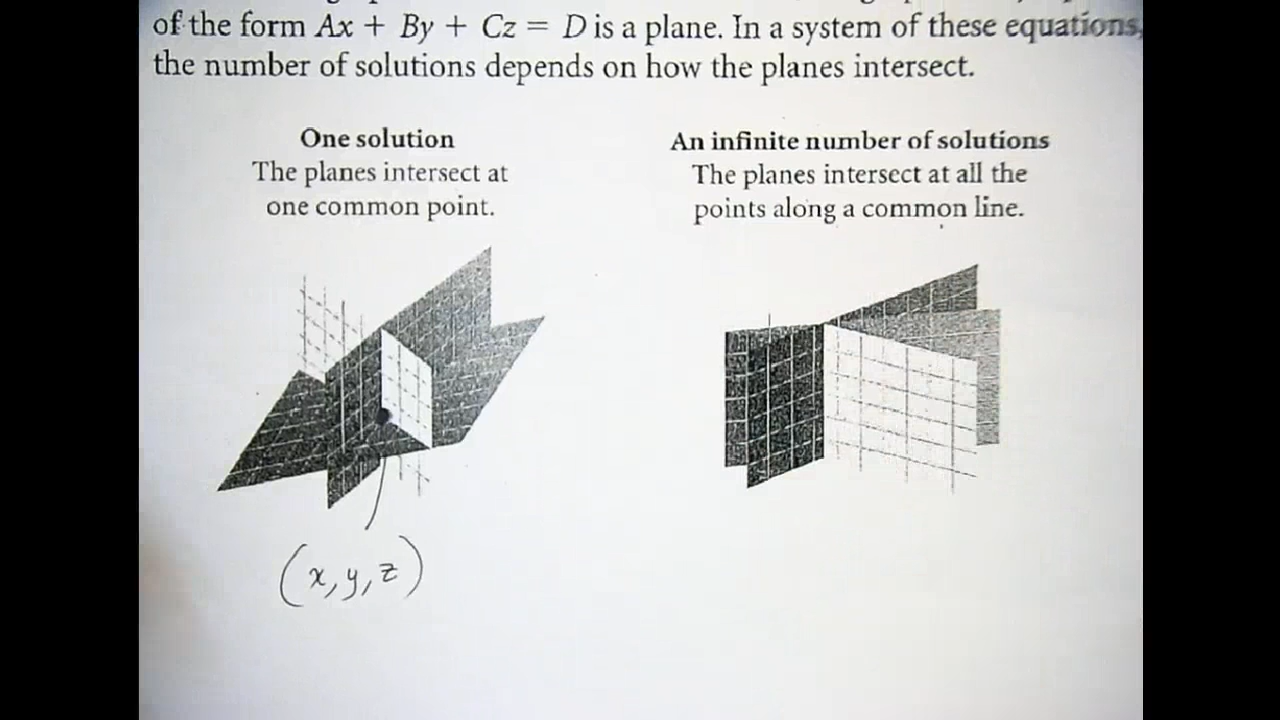 of the form Ax + By + Cz = D is a plane. In a system of these equations,
the number of solutions depends on how the planes intersect.
One solution
The planes intersect at
one common point.
An infinite number of solutions
The planes intersect at all the
points along a common line.
(x, y, z)